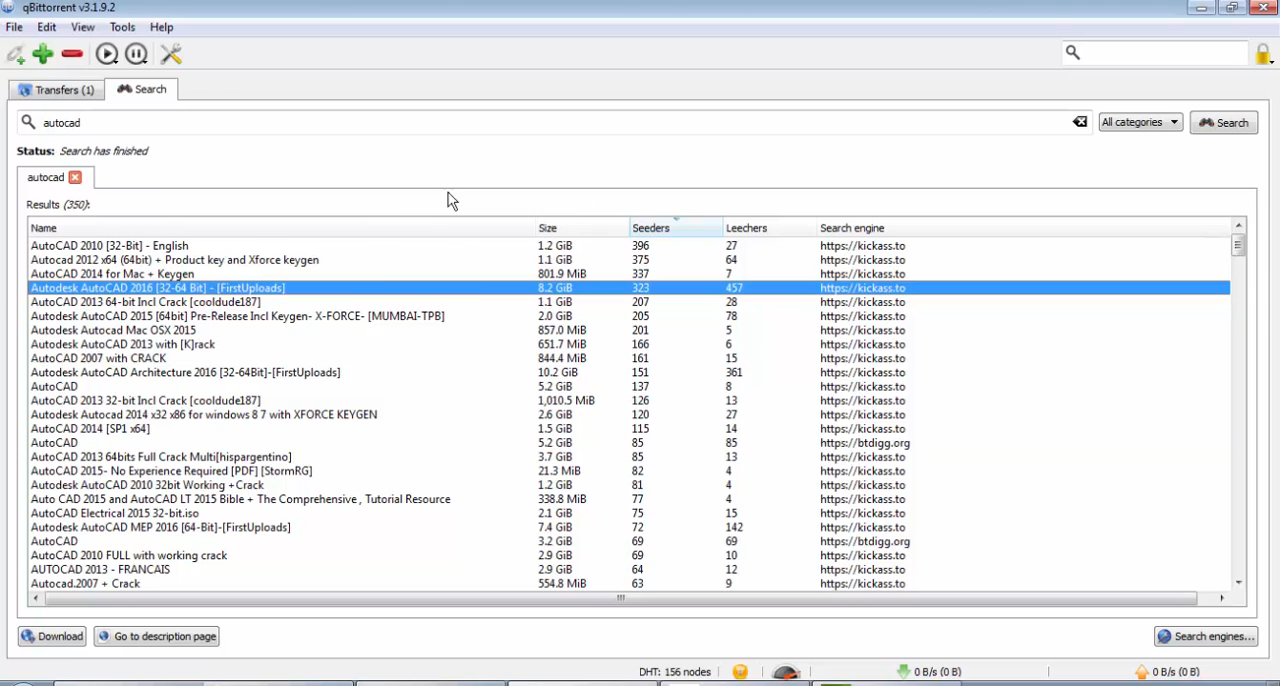 qBittorrent v3.1.9.2
File Edit View Tools Help
Transfers (1) Search
autocad All categories Search
Status: Search has finished
autocad
Results (350):
Name Size Seeders Leechers Search engine
AutoCAD 2010 [32-Bit] - English 1.2 GiB 396 27 https://kickass.to
Autocad 2012 x64 (64bit) + Product key and Xforce keygen 1.1 GiB 375 64 https://kickass.to
AutoCAD 2014 for Mac + Keygen 801.9 MiB 337 7 https://kickass.to
Autodesk AutoCAD 2016 [32-64 Bit] - [FirstUploads] 8.2 GiB 323 457 https://kickass.to
AutoCAD 2013 64-bit Incl Crack [cooldude187] 1.1 GiB 207 28 https://kickass.to
Autodesk AutoCAD 2015 [64bit] Pre-Release Incl Keygen- X-FORCE- [MUMBAI-TPB] 2.0 GiB 205 78 https://kickass.to
Autodesk Autocad Mac OSX 2015 857.0 MiB 201 5 https://kickass.to
Autodesk AutoCAD 2013 with [K]rack 651.7 MiB 166 6 https://kickass.to
AutoCAD 2007 with CRACK 844.4 MiB 161 15 https://kickass.to
Autodesk AutoCAD Architecture 2016 [32-64Bit]-[FirstUploads] 10.2 GiB 151 361 https://kickass.to
AutoCAD 5.2 GiB 137 8 https://kickass.to
AutoCAD 2013 32-bit Incl Crack [cooldude187] 1,010.5 MiB 126 13 https://kickass.to
Autodesk Autocad 2014 x32 x86 for windows 8 7 with XFORCE KEYGEN 2.6 GiB 120 27 https://kickass.to
AutoCAD 2014 [SP1 x64] 1.5 GiB 115 14 https://kickass.to
AutoCAD 5.2 GiB 85 85 https://btdigg.org
AutoCAD 2013 64bits Full Crack Multi[hispargentino] 3.7 GiB 85 13 https://kickass.to
AutoCAD 2015- No Experience Required [PDF] [StormRG] 21.3 MiB 82 4 https://kickass.to
Autodesk AutoCAD 2010 32bit Working +Crack 1.2 GiB 81 4 https://kickass.to
Auto CAD 2015 and AutoCAD LT 2015 Bible + The Comprehensive , Tutorial Resource 338.8 MiB 77 4 https://kickass.to
AutoCAD Electrical 2015 32-bit.iso 2.1 GiB 75 15 https://kickass.to
Autodesk AutoCAD MEP 2016 [64-Bit]-[FirstUploads] 7.4 GiB 72 142 https://kickass.to
AutoCAD 3.2 GiB 69 69 https://btdigg.org
AutoCAD 2010 FULL with working crack 2.9 GiB 69 10 https://kickass.to
AUTOCAD 2013 - FRANCAIS 2.9 GiB 64 12 https://kickass.to
Autocad.2007 + Crack 554.8 MiB 63 9 https://kickass.to
Download Go to description page Search engines...
DHT: 156 nodes 0 B/s (0 B) 0 B/s (0 B)